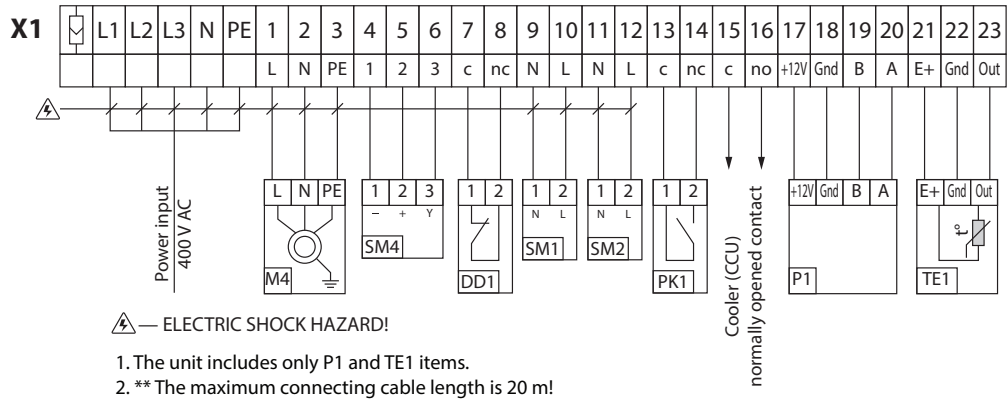 X1 L1 L2 L3 N PE 1 2 3 4 5 6 7 8 9 10 11 12 13 14 15 16 17 18 19 20 21 22 23
L N PE 1 2 3 c nc N L N L c nc c no +12V Gnd B A E+ Gnd Out
L N PE
M4
1 2 3
− + Y
SM4
1 2
DD1
1 2
N L
SM1
1 2
N L
SM2
1 2
PK1
+12V Gnd B A
P1
E+ Gnd Out
t°
TE1
Power input
400 V AC
Cooler (CCU)
normally opened contact
— ELECTRIC SHOCK HAZARD!
1. The unit includes only P1 and TE1 items.
2. ** The maximum connecting cable length is 20 m!